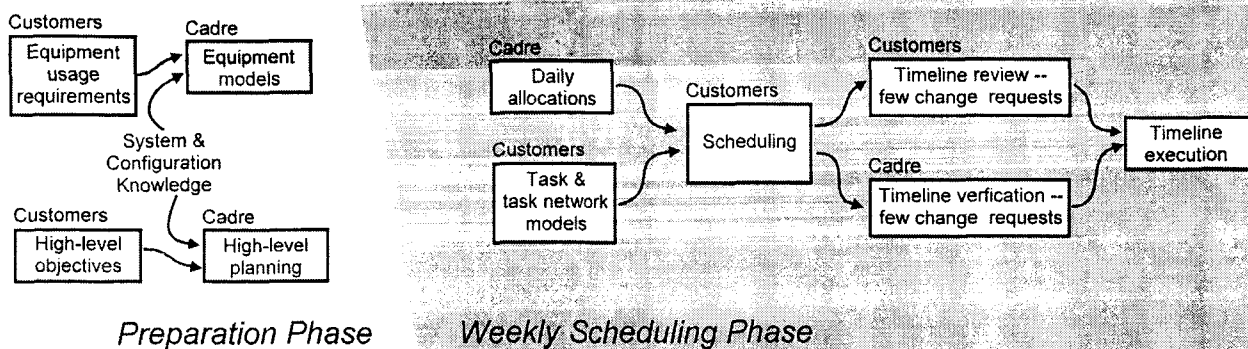 Customers
Equipment
usage
requirements
Cadre
Equipment
models
System &
Configuration
Knowledge
Customers
High-level
objectives
Cadre
High-level
planning
Preparation Phase
Cadre
Daily
allocations
Customers
Task &
task network
models
Customers
Scheduling
Customers
Timeline review --
few change requests
Cadre
Timeline verfication --
few change requests
Timeline
execution
Weekly Scheduling Phase